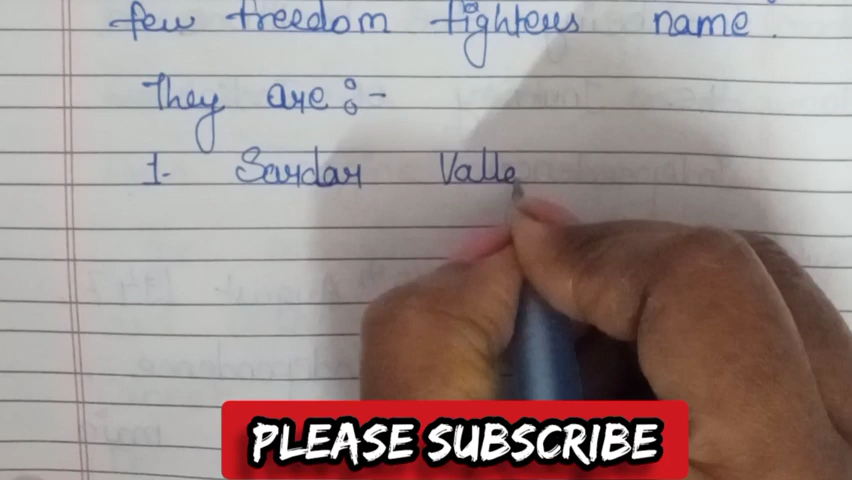 few freedom fighters name.
They are :-
1. Sardar Valle
PLEASE SUBSCRIBE